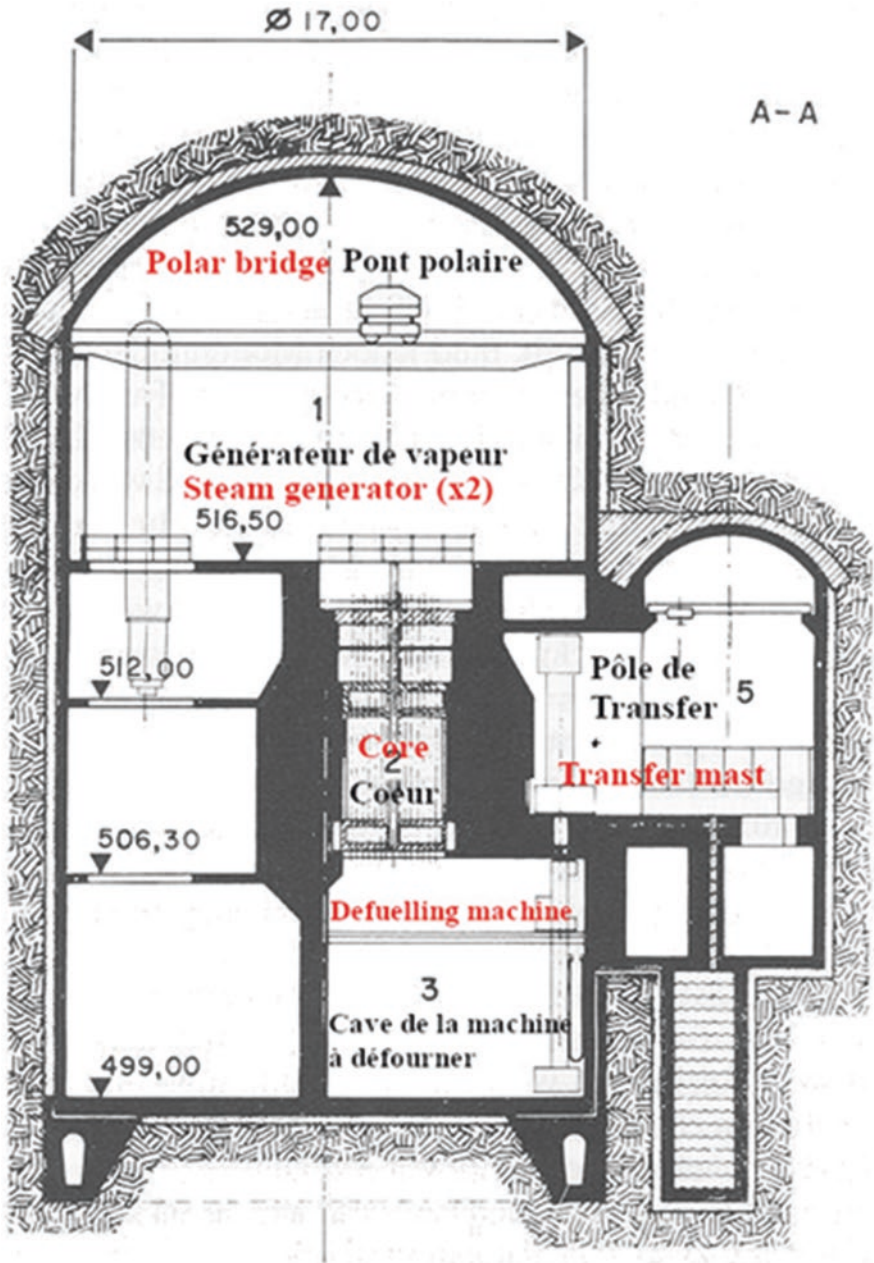 Ø 17,00
A-A
529,00
Polar bridge Pont polaire
1
Générateur de vapeur
Steam generator (x2)
516,50
512,00
Pôle de
Transfer
5
Transfer mast
Core
2
Coeur
506,30
Defuelling machine
3
Cave de la machine
à défourner
499,00